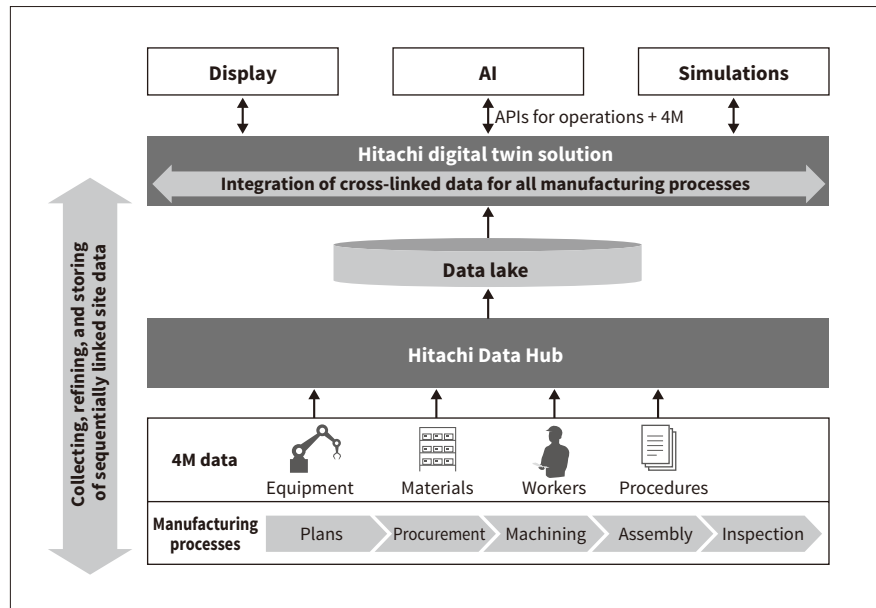 Display
AI
Simulations
APIs for operations + 4M
Hitachi digital twin solution
Integration of cross-linked data for all manufacturing processes
Collecting, refining, and storing
of sequentially linked site data
Data lake
Hitachi Data Hub
4M data
Equipment
Materials
Workers
Procedures
Manufacturing
processes
Plans
Procurement
Machining
Assembly
Inspection